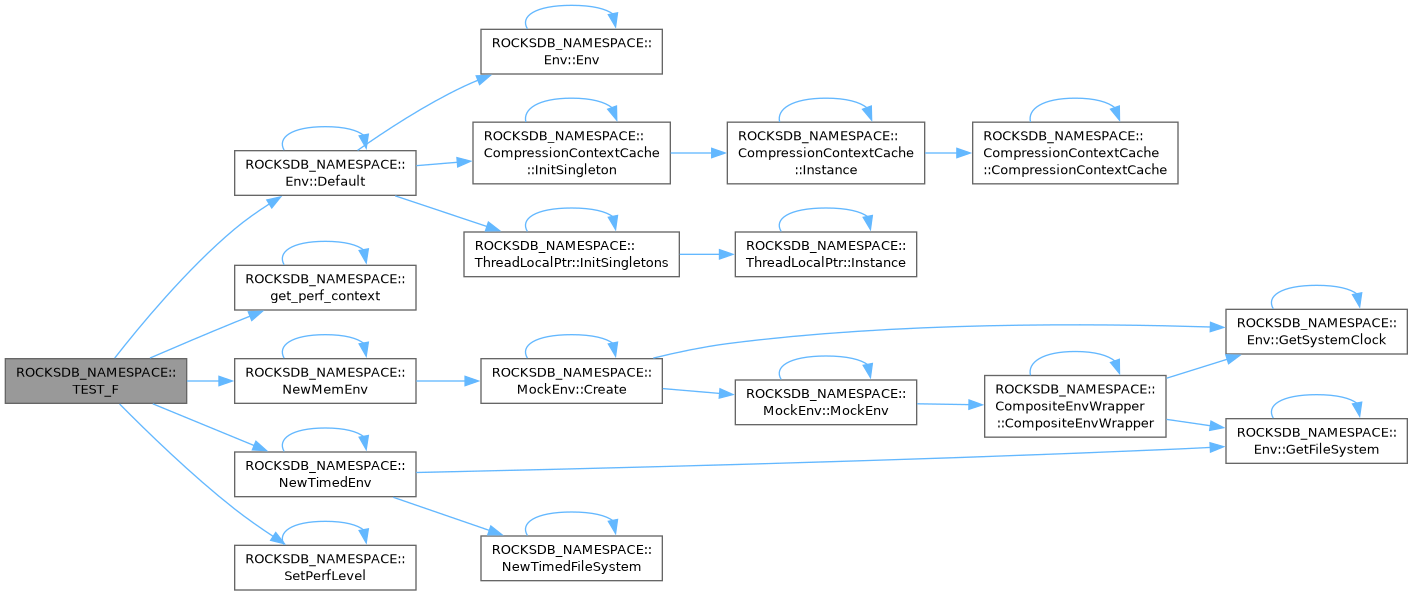 ROCKSDB_NAMESPACE::
TEST_F
ROCKSDB_NAMESPACE::
Env::Default
ROCKSDB_NAMESPACE::
Env::Env
ROCKSDB_NAMESPACE::
CompressionContextCache
::InitSingleton
ROCKSDB_NAMESPACE::
CompressionContextCache
::Instance
ROCKSDB_NAMESPACE::
CompressionContextCache
::CompressionContextCache
ROCKSDB_NAMESPACE::
ThreadLocalPtr::InitSingletons
ROCKSDB_NAMESPACE::
ThreadLocalPtr::Instance
ROCKSDB_NAMESPACE::
get_perf_context
ROCKSDB_NAMESPACE::
NewMemEnv
ROCKSDB_NAMESPACE::
MockEnv::Create
ROCKSDB_NAMESPACE::
MockEnv::MockEnv
ROCKSDB_NAMESPACE::
CompositeEnvWrapper
::CompositeEnvWrapper
ROCKSDB_NAMESPACE::
Env::GetSystemClock
ROCKSDB_NAMESPACE::
Env::GetFileSystem
ROCKSDB_NAMESPACE::
NewTimedEnv
ROCKSDB_NAMESPACE::
NewTimedFileSystem
ROCKSDB_NAMESPACE::
SetPerfLevel